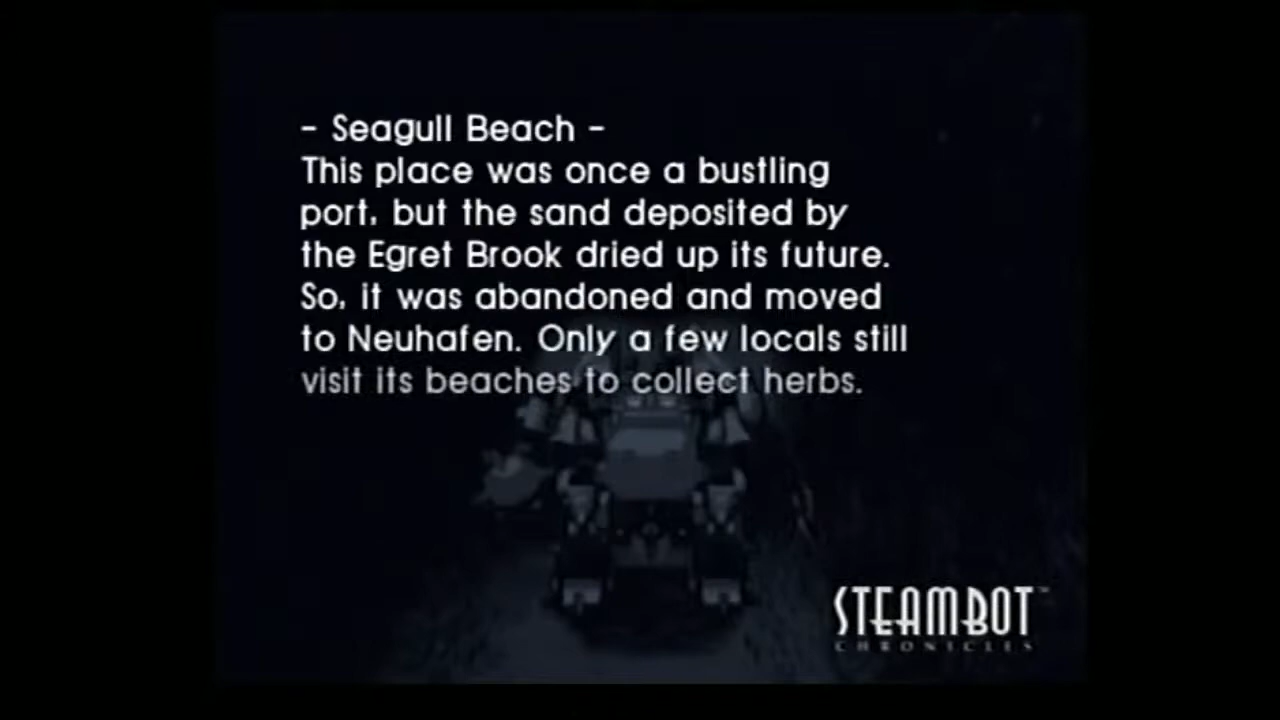 - Seagull Beach -
This place was once a bustling
port, but the sand deposited by
the Egret Brook dried up its future.
So, it was abandoned and moved
to Neuhafen. Only a few locals still
visit its beaches to collect herbs.
STEAMBOT™
CHRONICLES